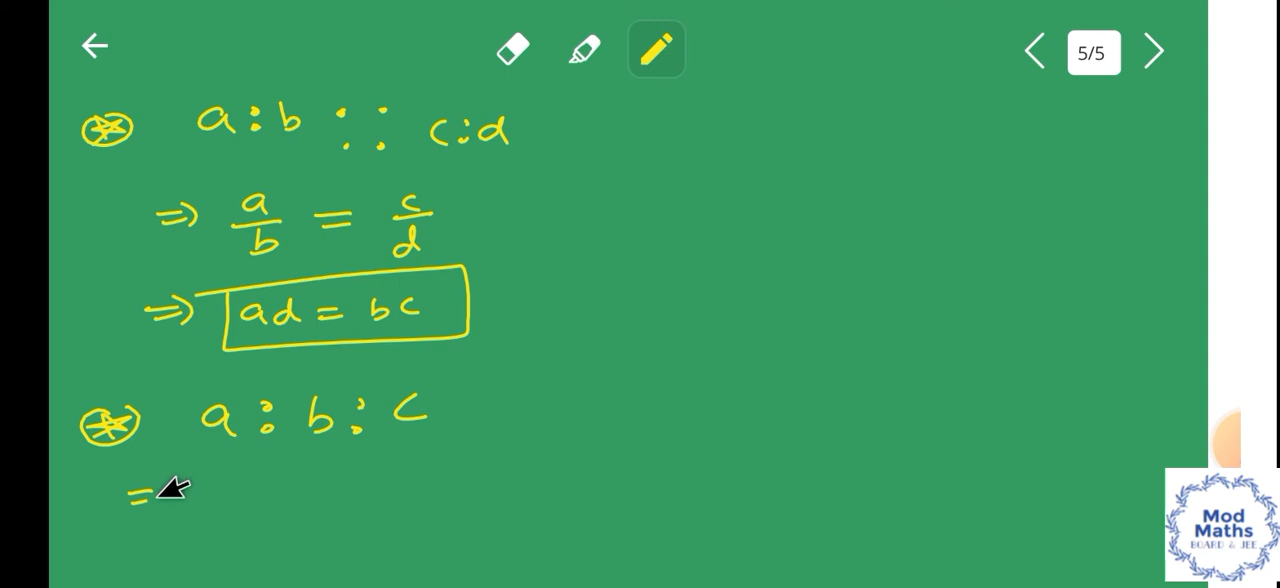 5/5
a : b :: c : d
⇒ a/b = c/d
⇒ ad = bc
a : b : c
=
Mod
Maths
BOARD & JEE